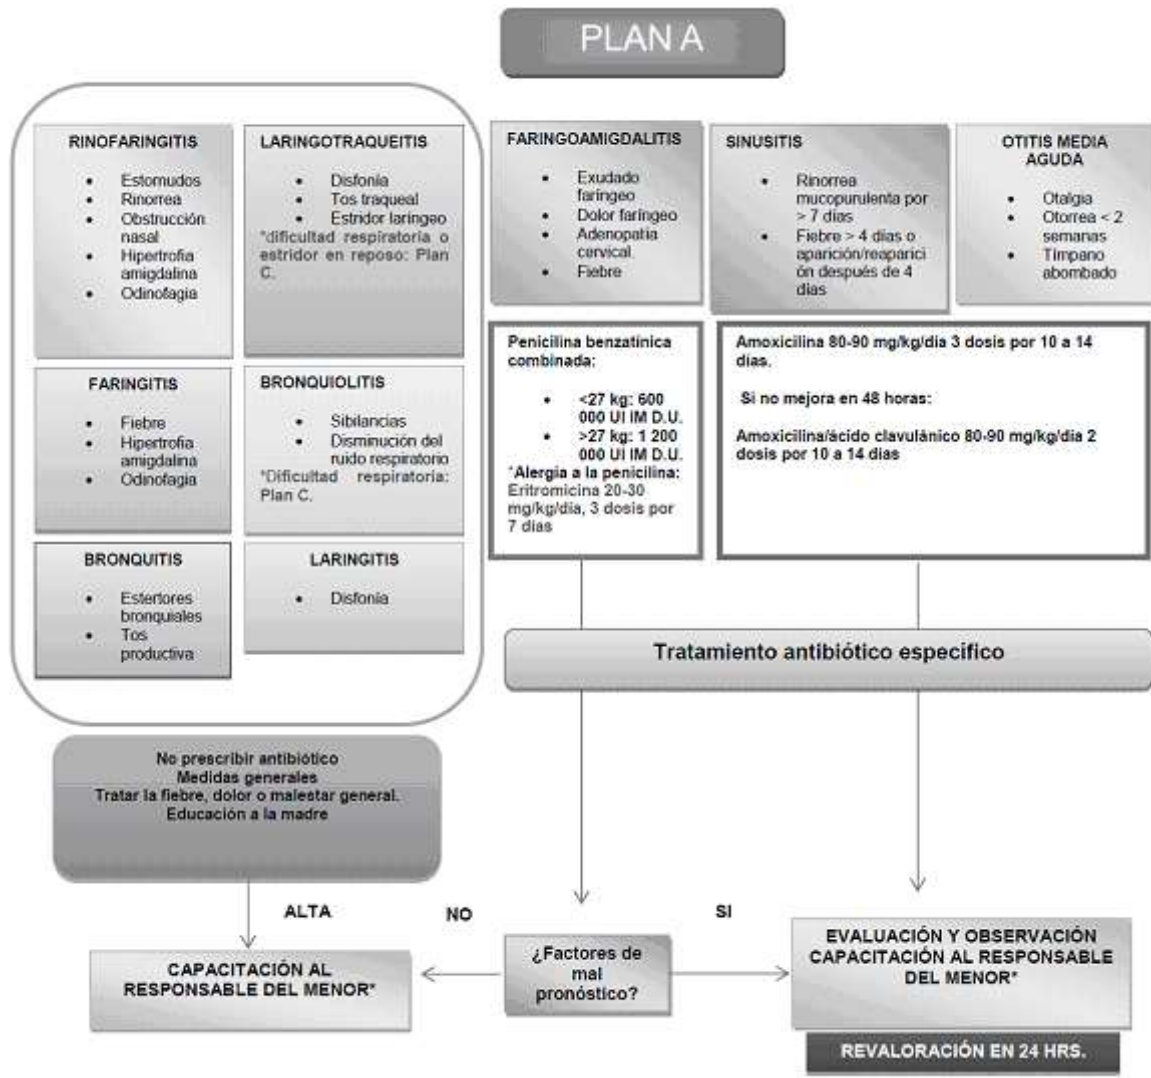 PLAN A
RINOFARINGITIS
• Estornudos
• Rinorrea
• Obstrucción
nasal
• Hipertrofia
amigdalina
• Odinofagia
LARINGOTRAQUEITIS
• Disfonía
• Tos traqueal
• Estridor laríngeo
*dificultad respiratoria o
estridor en reposo: Plan
C.
FARINGITIS
• Fiebre
• Hipertrofia
amigdalina
• Odinofagia
BRONQUIOLITIS
• Sibilancias
• Disminución del
ruido respiratorio
*Dificultad respiratoria:
Plan C.
BRONQUITIS
• Estertores
bronquiales
• Tos
productiva
LARINGITIS
• Disfonía
FARINGOAMIGDALITIS
• Exudado
faríngeo
• Dolor faríngeo
• Adenopatía
cervical.
• Fiebre
SINUSITIS
• Rinorrea
mucopurulenta por
> 7 días
• Fiebre > 4 días o
aparición/reaparici
ón después de 4
días
OTITIS MEDIA
AGUDA
• Otalgia
• Otorrea < 2
semanas
• Tímpano
abombado
Penicilina benzatínica
combinada:
• <27 kg: 600
000 UI IM D.U.
• >27 kg: 1 200
000 UI IM D.U.
*Alergia a la penicilina:
Eritromicina 20-30
mg/kg/día, 3 dosis por
7 días
Amoxicilina 80-90 mg/kg/día 3 dosis por 10 a 14
días.
Si no mejora en 48 horas:
Amoxicilina/ácido clavulánico 80-90 mg/kg/día 2
dosis por 10 a 14 días
Tratamiento antibiótico especifico
No prescribir antibiótico
Medidas generales
Tratar la fiebre, dolor o malestar general.
Educación a la madre
ALTA
NO
SI
CAPACITACIÓN AL
RESPONSABLE DEL MENOR*
¿Factores de
mal
pronóstico?
EVALUACIÓN Y OBSERVACIÓN
CAPACITACIÓN AL RESPONSABLE
DEL MENOR*
REVALORACIÓN EN 24 HRS.